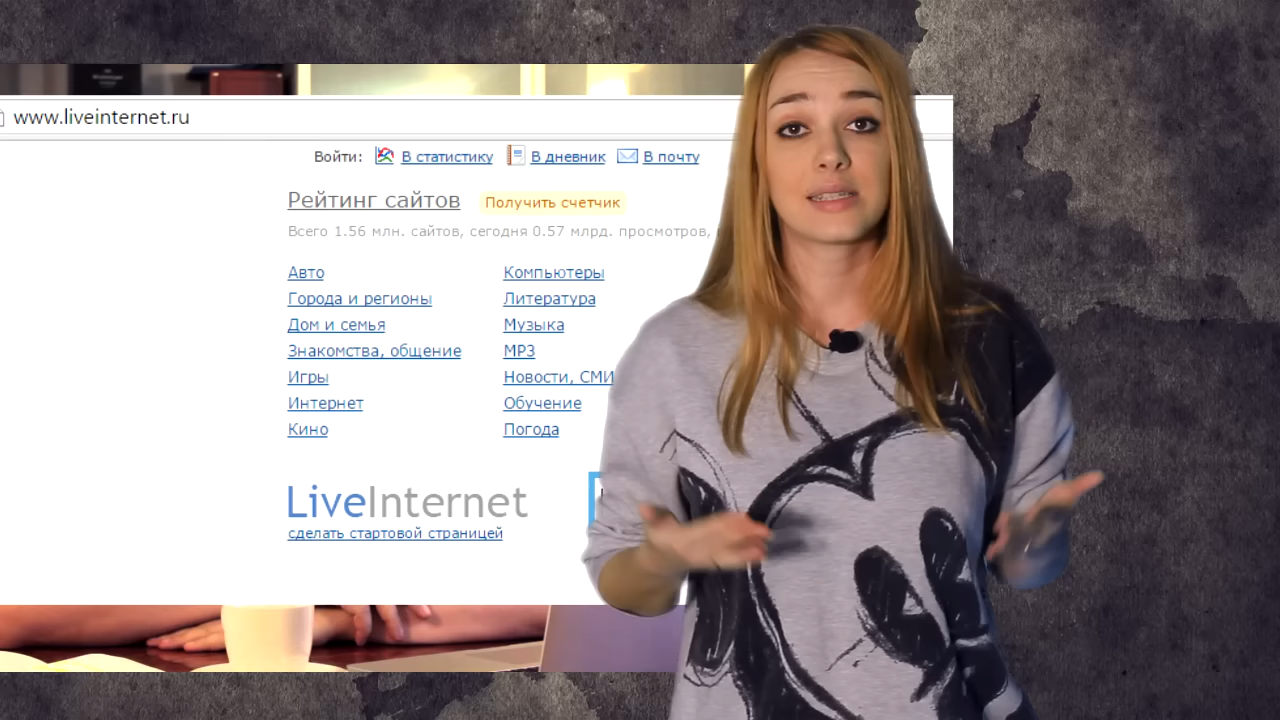 www.liveinternet.ru
Войти: В статистику В дневник В почту
Рейтинг сайтов Получить счетчик
Всего 1.56 млн. сайтов, сегодня 0.57 млрд. просмотров,
Авто Компьютеры
Города и регионы Литература
Дом и семья Музыка
Знакомства, общение MP3
Игры Новости, СМИ
Интернет Обучение
Кино Погода
LiveInternet
сделать стартовой страницей